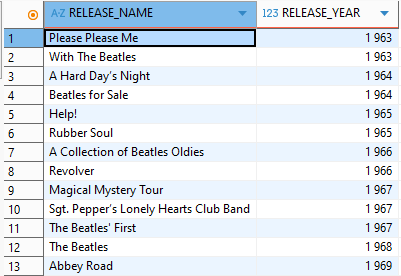 A-Z RELEASE_NAME 123 RELEASE_YEAR
1 Please Please Me 1 963
2 With The Beatles 1 963
3 A Hard Day's Night 1 964
4 Beatles for Sale 1 964
5 Help! 1 965
6 Rubber Soul 1 965
7 A Collection of Beatles Oldies 1 966
8 Revolver 1 966
9 Magical Mystery Tour 1 967
10 Sgt. Pepper's Lonely Hearts Club Band 1 967
11 The Beatles' First 1 967
12 The Beatles 1 968
13 Abbey Road 1 969